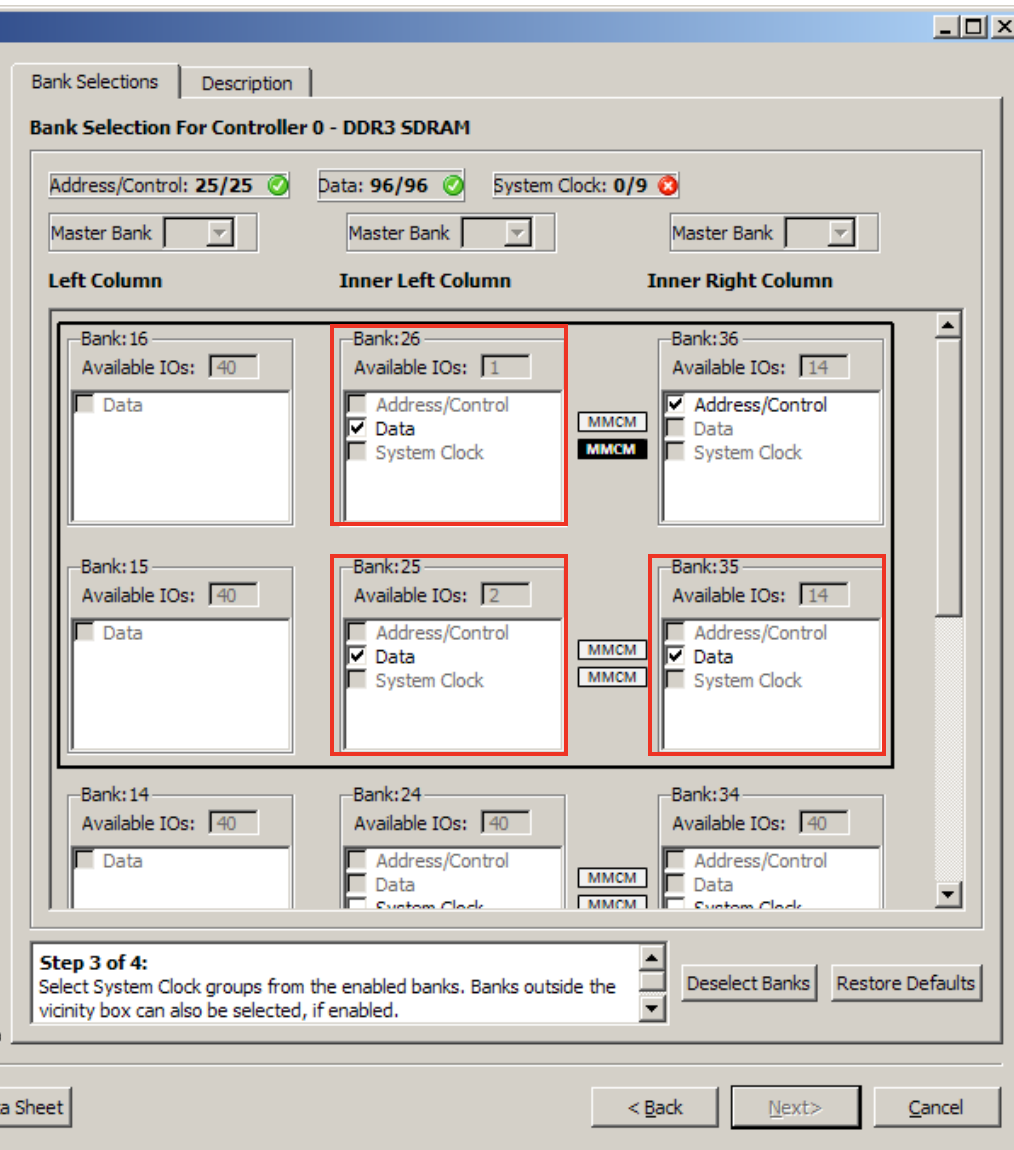 Bank Selections Description
Bank Selection For Controller 0 - DDR3 SDRAM
Address/Control: 25/25 Data: 96/96 System Clock: 0/9
Master Bank Master Bank Master Bank
Left Column Inner Left Column Inner Right Column
Bank:16 Bank:26 Bank:36
Available IOs: 40 Available IOs: 1 Available IOs: 14
Data Address/Control MMCM Address/Control
Data MMCM Data
System Clock System Clock
Bank:15 Bank:25 Bank:35
Available IOs: 40 Available IOs: 2 Available IOs: 14
Data Address/Control MMCM Address/Control
Data MMCM Data
System Clock System Clock
Bank:14 Bank:24 Bank:34
Available IOs: 40 Available IOs: 40 Available IOs: 40
Data Address/Control MMCM Address/Control
Data MMCM Data
System Clock System Clock
Step 3 of 4:
Select System Clock groups from the enabled banks. Banks outside the
vicinity box can also be selected, if enabled.
Deselect Banks Restore Defaults
a Sheet < Back Next> Cancel